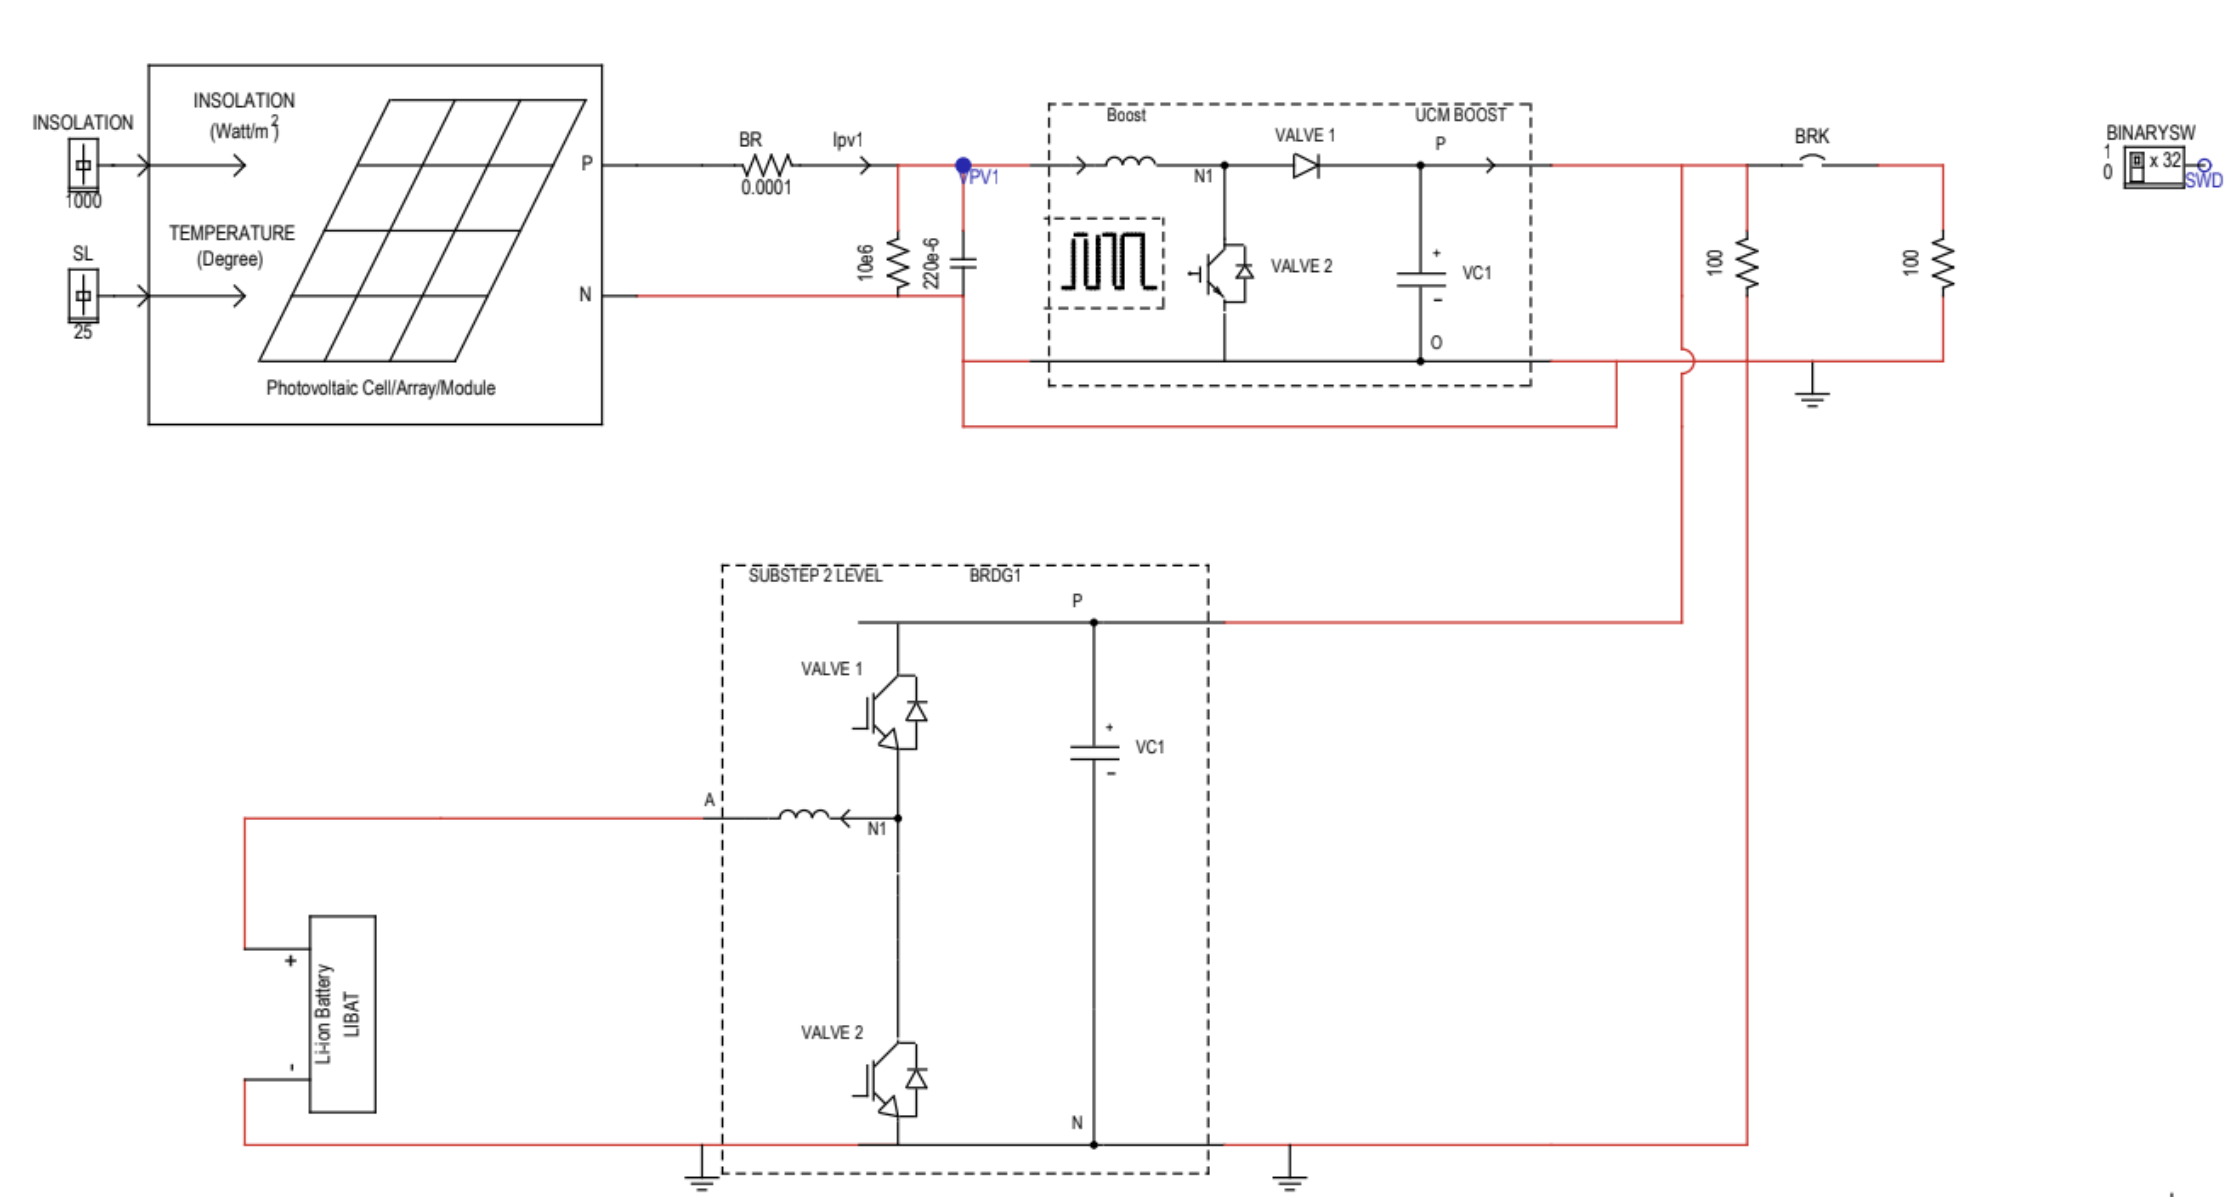 INSOLATION
1000
SL
25
INSOLATION
(Watt/m²)
TEMPERATURE
(Degree)
Photovoltaic Cell/Array/Module
P
N
BR
0.0001
Ipv1
VPV1
10e6
220e-6
Boost
UCM BOOST
N1
VALVE 1
VALVE 2
P
+
VC1
-
O
100
BRK
100
BINARYSW
1
0
x 32
SWD
SUBSTEP 2 LEVEL
BRDG1
P
VALVE 1
+
VC1
-
A
N1
VALVE 2
N
+
Li-ion Battery
LIBAT
-